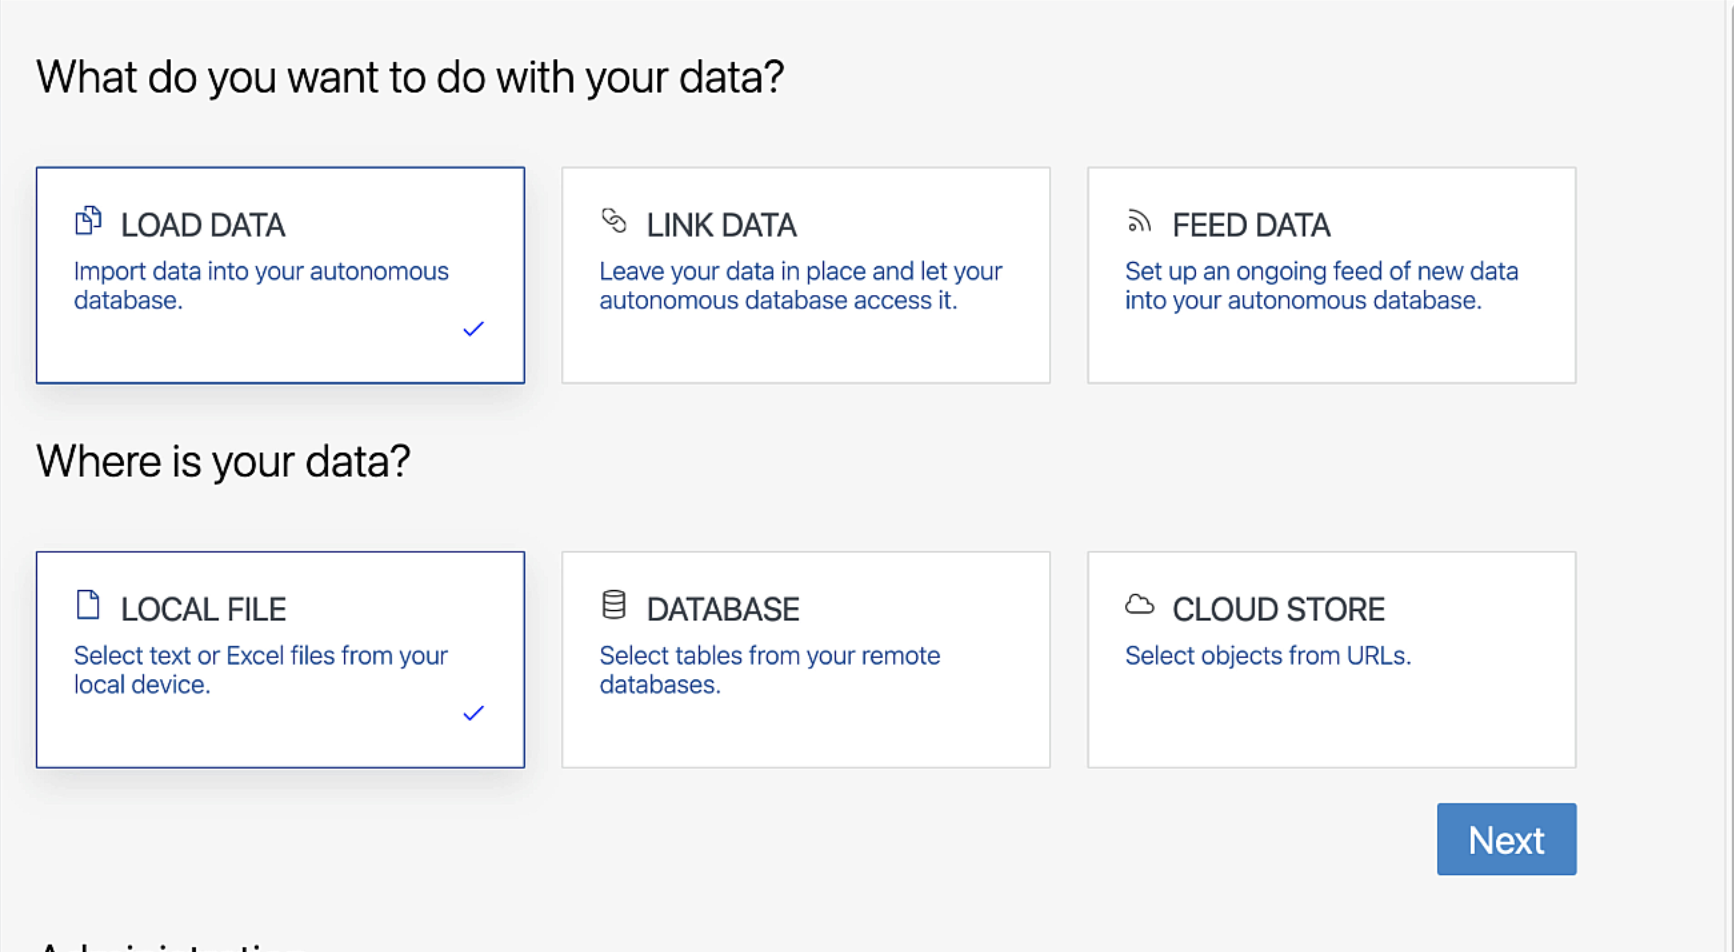 What do you want to do with your data?
LOAD DATA
Import data into your autonomous
database.
LINK DATA
Leave your data in place and let your
autonomous database access it.
FEED DATA
Set up an ongoing feed of new data
into your autonomous database.
Where is your data?
LOCAL FILE
Select text or Excel files from your
local device.
DATABASE
Select tables from your remote
databases.
CLOUD STORE
Select objects from URLs.
Next